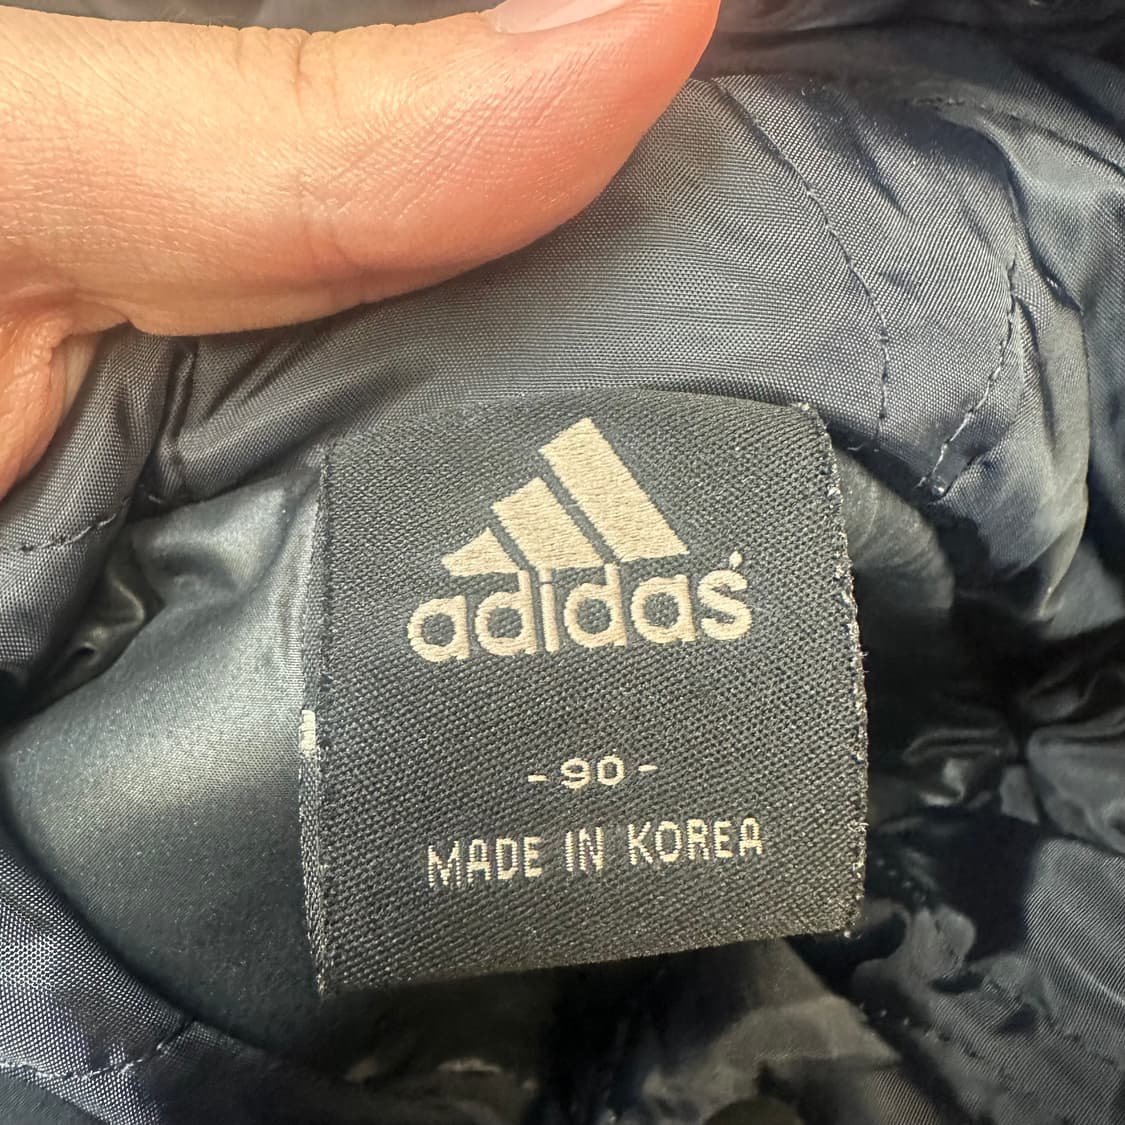 adidas
-90-
MADE IN KOREA